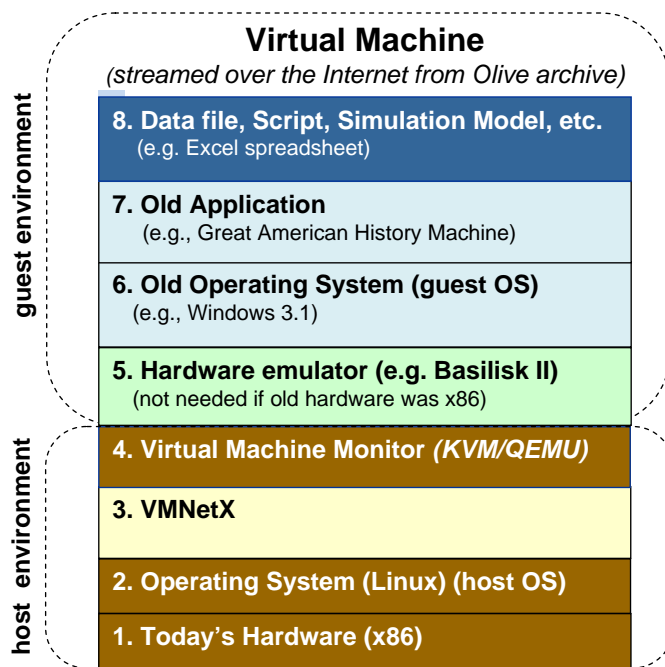 Virtual Machine
(streamed over the Internet from Olive archive)
guest environment
8. Data file, Script, Simulation Model, etc.
(e.g. Excel spreadsheet)
7. Old Application
(e.g., Great American History Machine)
6. Old Operating System (guest OS)
(e.g., Windows 3.1)
5. Hardware emulator (e.g. Basilisk II)
(not needed if old hardware was x86)
host environment
4. Virtual Machine Monitor (KVM/QEMU)
3. VMNetX
2. Operating System (Linux) (host OS)
1. Today's Hardware (x86)